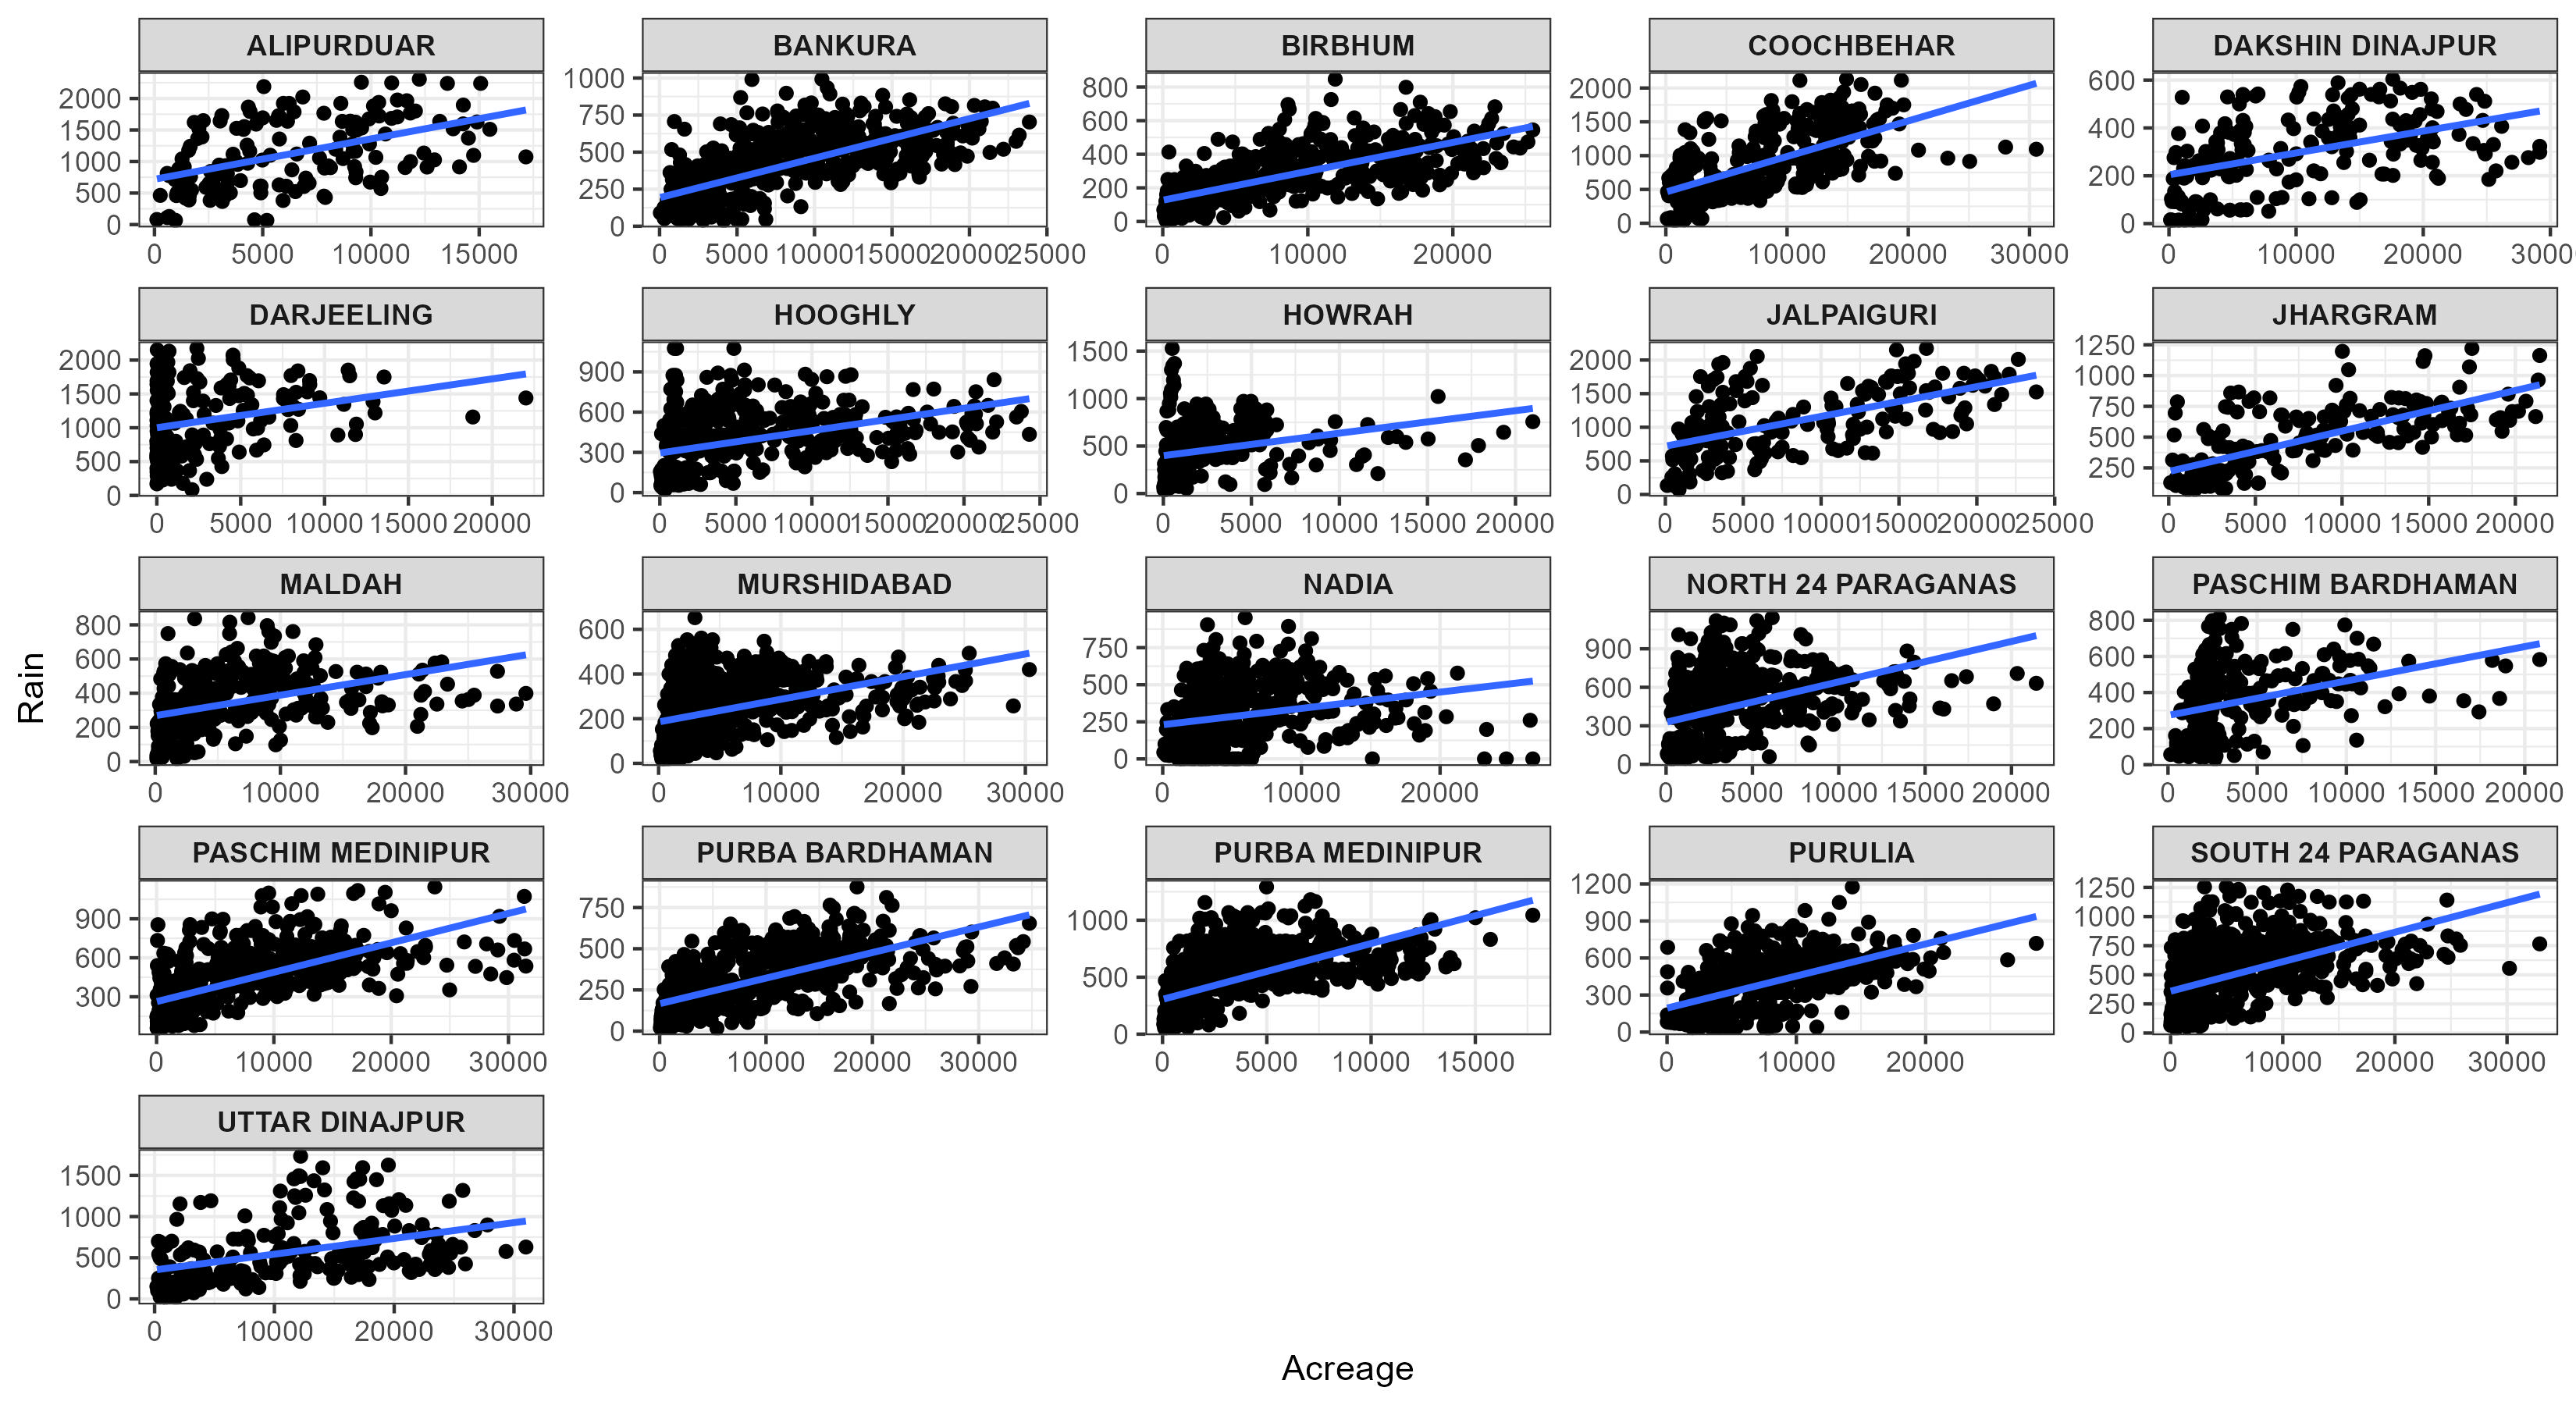 ALIPURDUAR BANKURA BIRBHUM COOCHBEHAR DAKSHIN DINAJPUR
2000 1500 1000 500 0
1000 750 500 250 0
800 600 400 200 0
2000 1500 1000 500 0
600 400 200 0
0 5000 10000 15000 0 5000 10000 15000 20000 25000 0 10000 20000 0 10000 20000 30000 0 10000 20000
DARJEELING HOOGHLY HOWRAH JALPAIGURI JHARGRAM
2000 1500 1000 500 0
900 600 300 0
1500 1000 500 0
2000 1500 1000 500 0
1250 1000 750 500 250
0 5000 10000 15000 20000 0 5000 10000 15000 20000 25000 0 5000 10000 15000 20000 0 5000 10000 15000 20000 25000 0 5000 10000 15000 20000
MALDAH MURSHIDABAD NADIA NORTH 24 PARAGANAS PASCHIM BARDHAMAN
800 600 400 200 0
600 400 200 0
750 500 250 0
900 600 300 0
800 600 400 200 0
0 10000 20000 30000 0 10000 20000 30000 0 10000 20000 0 5000 10000 15000 20000 0 5000 10000 15000 20000
PASCHIM MEDINIPUR PURBA BARDHAMAN PURBA MEDINIPUR PURULIA SOUTH 24 PARAGANAS
900 600 300
750 500 250 0
1000 500 0
1200 900 600 300 0
1250 1000 750 500 250 0
0 10000 20000 30000 0 10000 20000 30000 0 5000 10000 15000 0 10000 20000 0 10000 20000 30000
UTTAR DINAJPUR
1500 1000 500 0
0 10000 20000 30000
Rain
Acreage